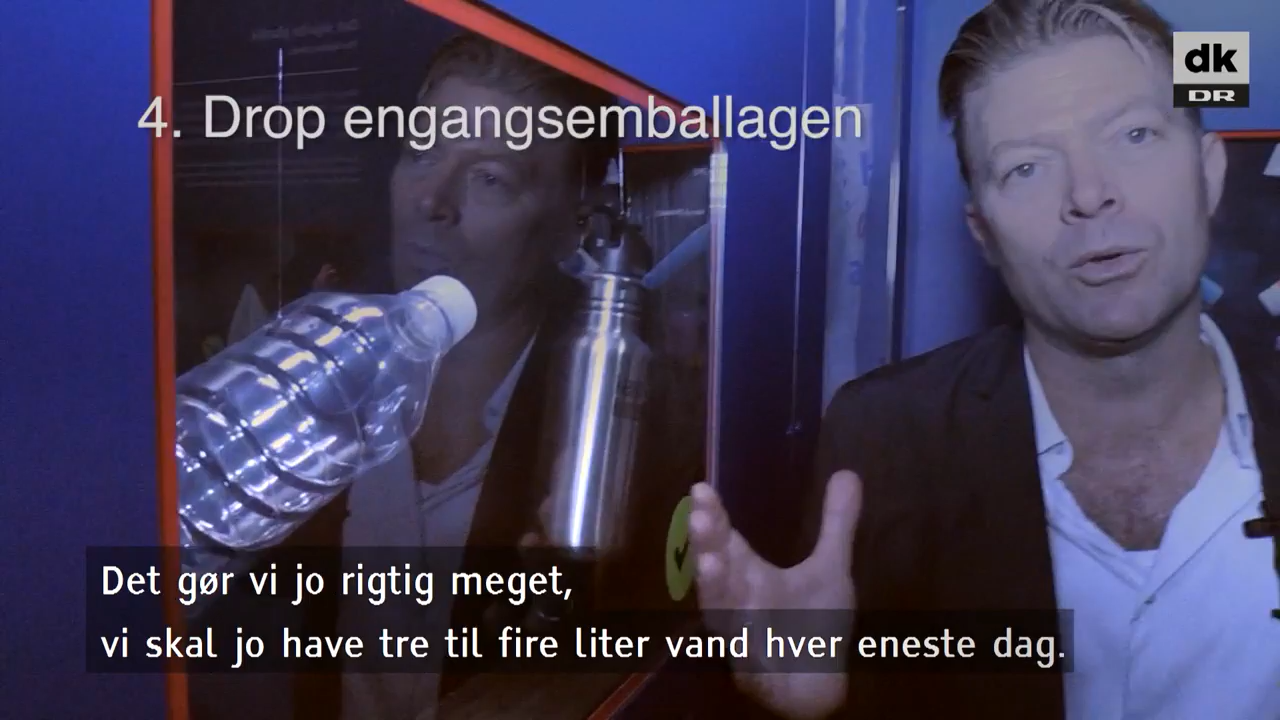 dk
DR
4. Drop engangsemballagen
Det gør vi jo rigtig meget,
vi skal jo have tre til fire liter vand hver eneste dag.